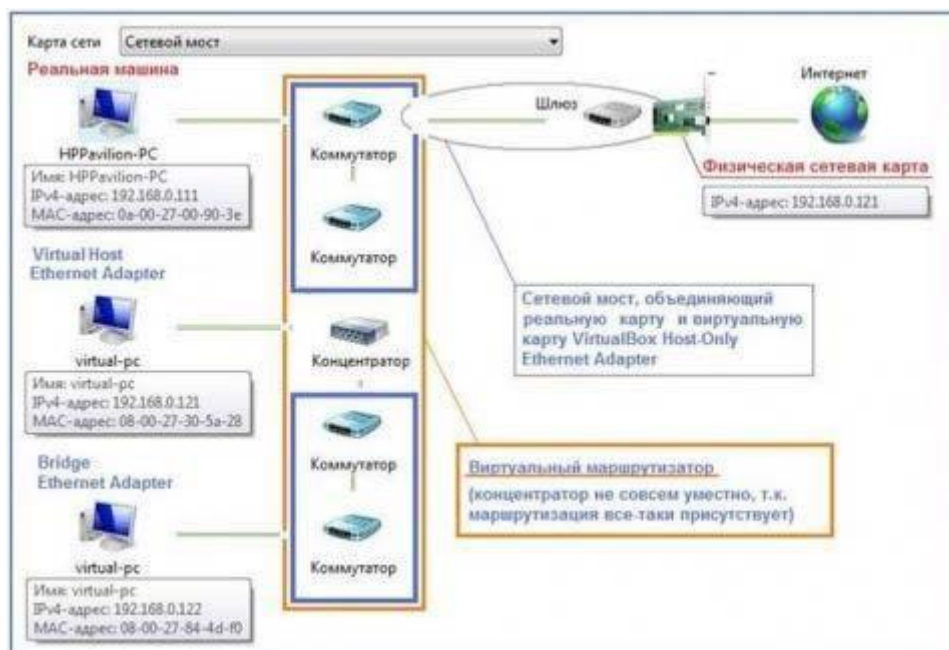 Карта сети Сетевой мост
Реальная машина
HPPavilion-PC
Имя: HPPavilion-PC
IPv4-адрес: 192.168.0.111
MAC-адрес: 0a-00-27-00-90-3e
Virtual Host
Ethernet Adapter
virtual-pc
Имя: virtual-pc
IPv4-адрес: 192.168.0.121
MAC-адрес: 08-00-27-30-5a-28
Bridge
Ethernet Adapter
virtual-pc
Имя: virtual-pc
IPv4-адрес: 192.168.0.122
MAC-адрес: 08-00-27-84-4d-f0
Коммутатор
Коммутатор
Концентратор
Коммутатор
Коммутатор
Шлюз
Интернет
Физическая сетевая карта
IPv4-адрес: 192.168.0.121
Сетевой мост, объединяющий
реальную карту и виртуальную
карту VirtualBox Host-Only
Ethernet Adapter
Виртуальный маршрутизатор
(концентратор не совсем уместно, т.к.
маршрутизация все-таки присутствует)